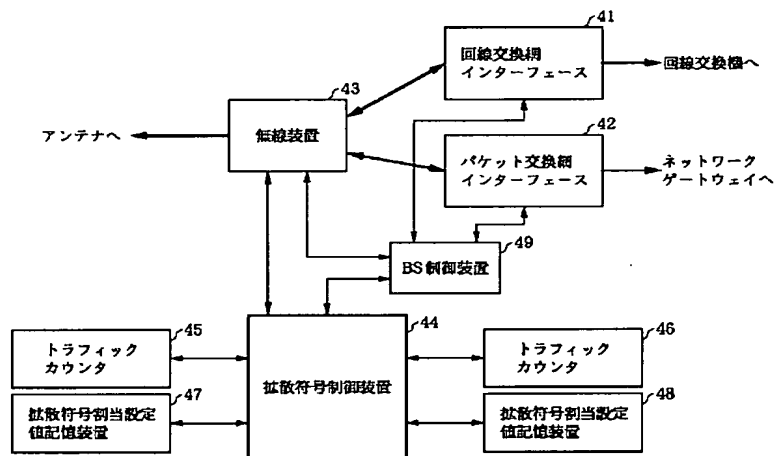 41
回線交換網
インターフェース
回線交換機へ
43
無線装置
アンテナへ
42
パケット交換網
インターフェース
ネットワーク
ゲートウェイへ
49
BS制御装置
44
拡散符号制御装置
45
トラフィック
カウンタ
46
トラフィック
カウンタ
47
拡散符号割当設定
値記憶装置
48
拡散符号割当設定
値記憶装置